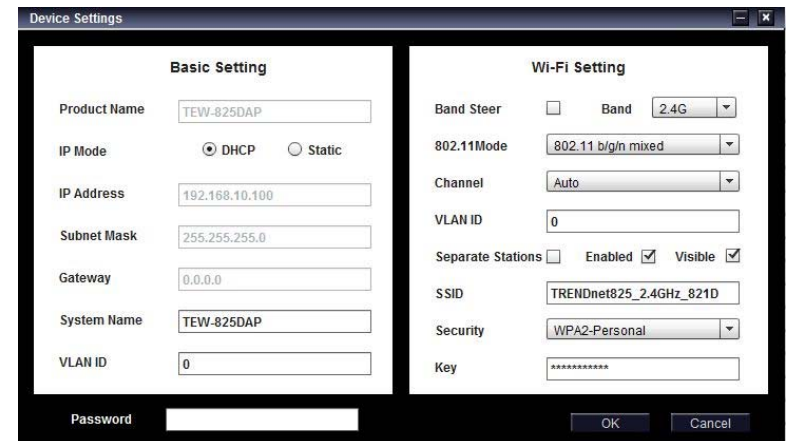 Device Settings
Basic Setting
Product Name TEW-825DAP
IP Mode DHCP Static
IP Address 192.168.10.100
Subnet Mask 255.255.255.0
Gateway 0.0.0.0
System Name TEW-825DAP
VLAN ID 0
Wi-Fi Setting
Band Steer Band 2.4G
802.11Mode 802.11 b/g/n mixed
Channel Auto
VLAN ID 0
Separate Stations Enabled Visible
SSID TRENDnet825_2.4GHz_821D
Security WPA2-Personal
Key ***********
Password
OK Cancel